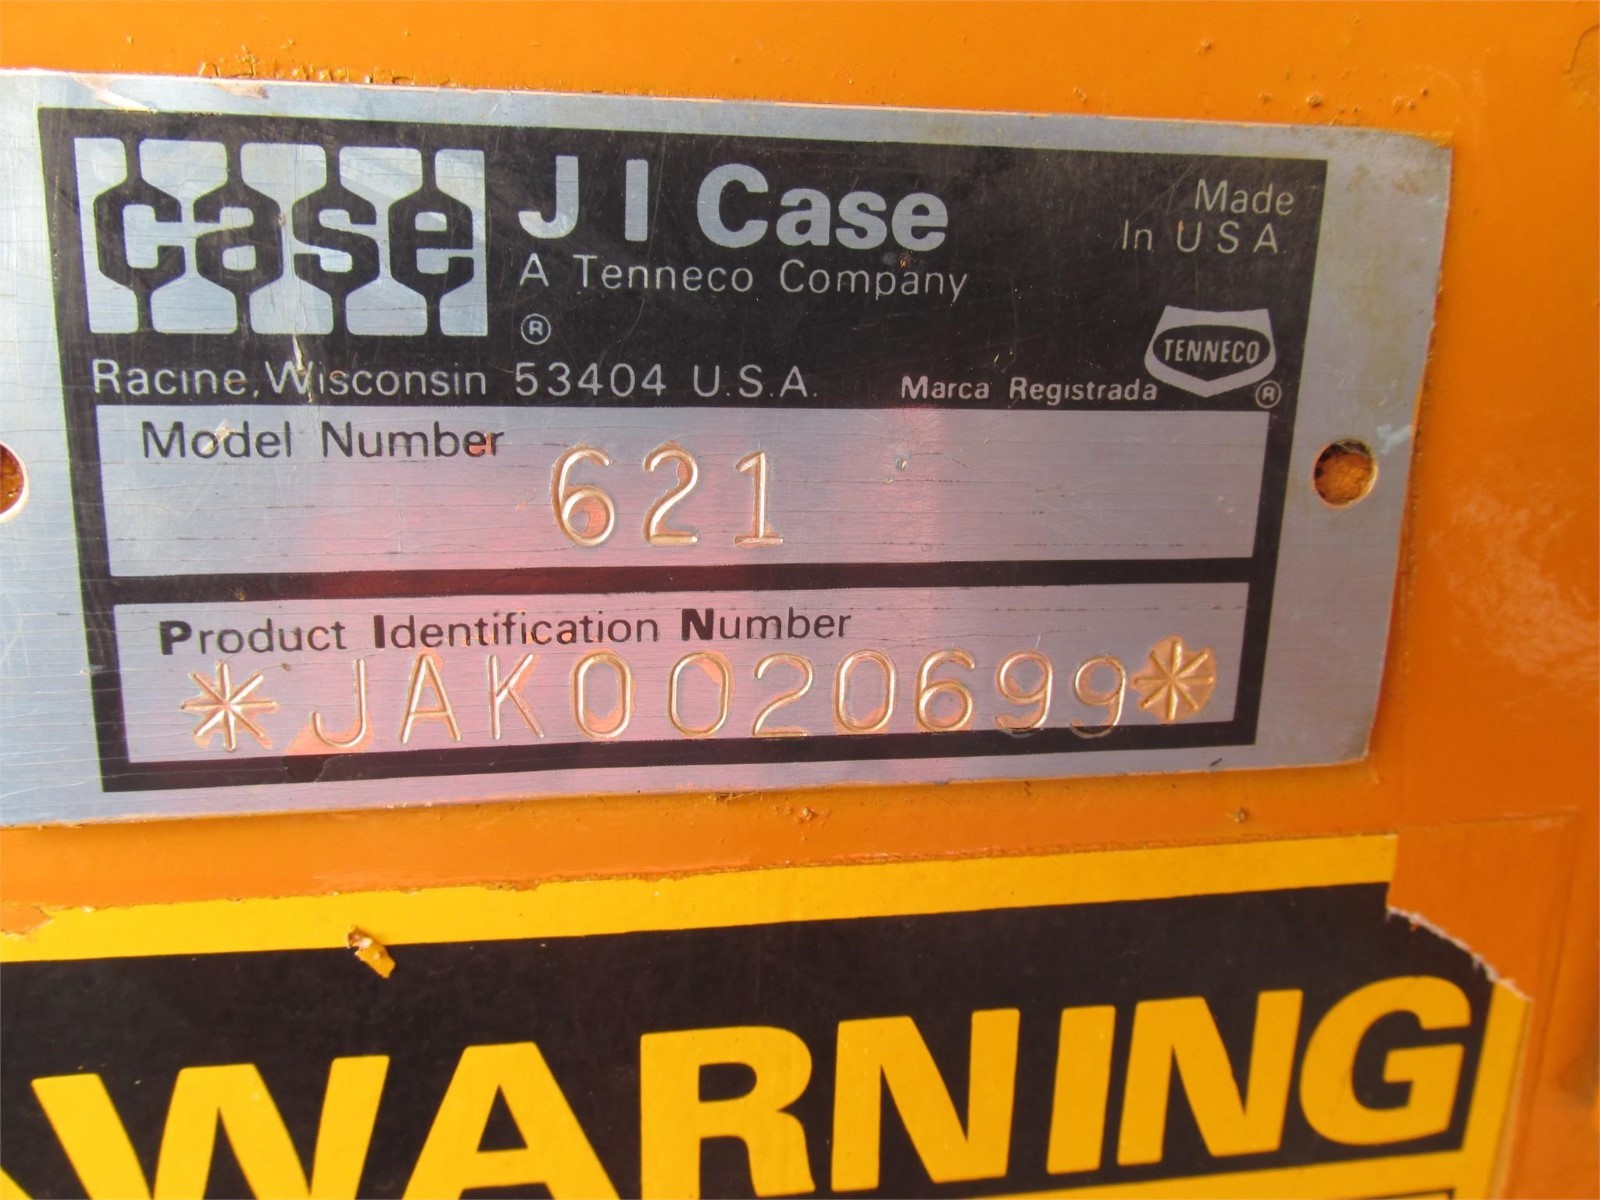 case
J I Case
A Tenneco Company
®
Made
In U S A
TENNECO
®
Racine, Wisconsin 53404 U.S.A.
Marca Registrada
Model Number
621
Product Identification Number
*JAK0020699*
WARNING